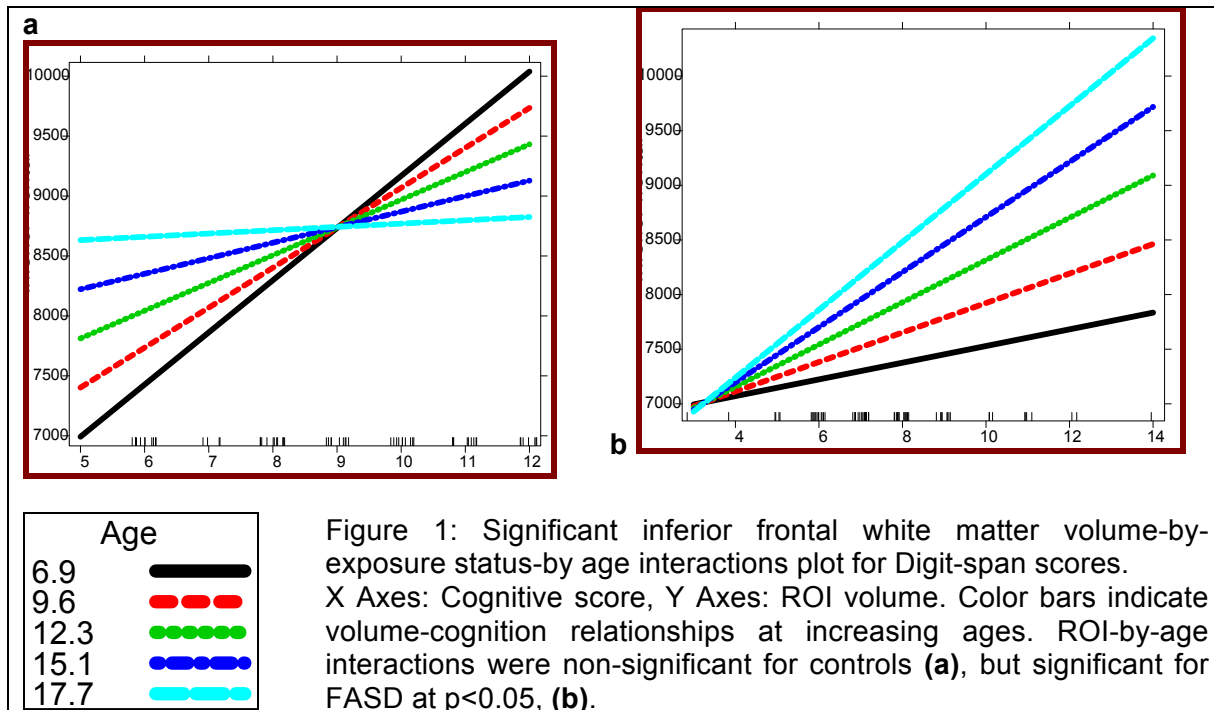 a
10000
9500
9000
8500
8000
7500
7000
5 6 7 8 9 10 11 12
10000
9500
9000
8500
8000
7500
7000
4 6 8 10 12 14
b
Age
6.9
9.6
12.3
15.1
17.7
Figure 1: Significant inferior frontal white matter volume-by-
exposure status-by age interactions plot for Digit-span scores.
X Axes: Cognitive score, Y Axes: ROI volume. Color bars indicate
volume-cognition relationships at increasing ages. ROI-by-age
interactions were non-significant for controls (a), but significant for
FASD at p<0.05, (b).